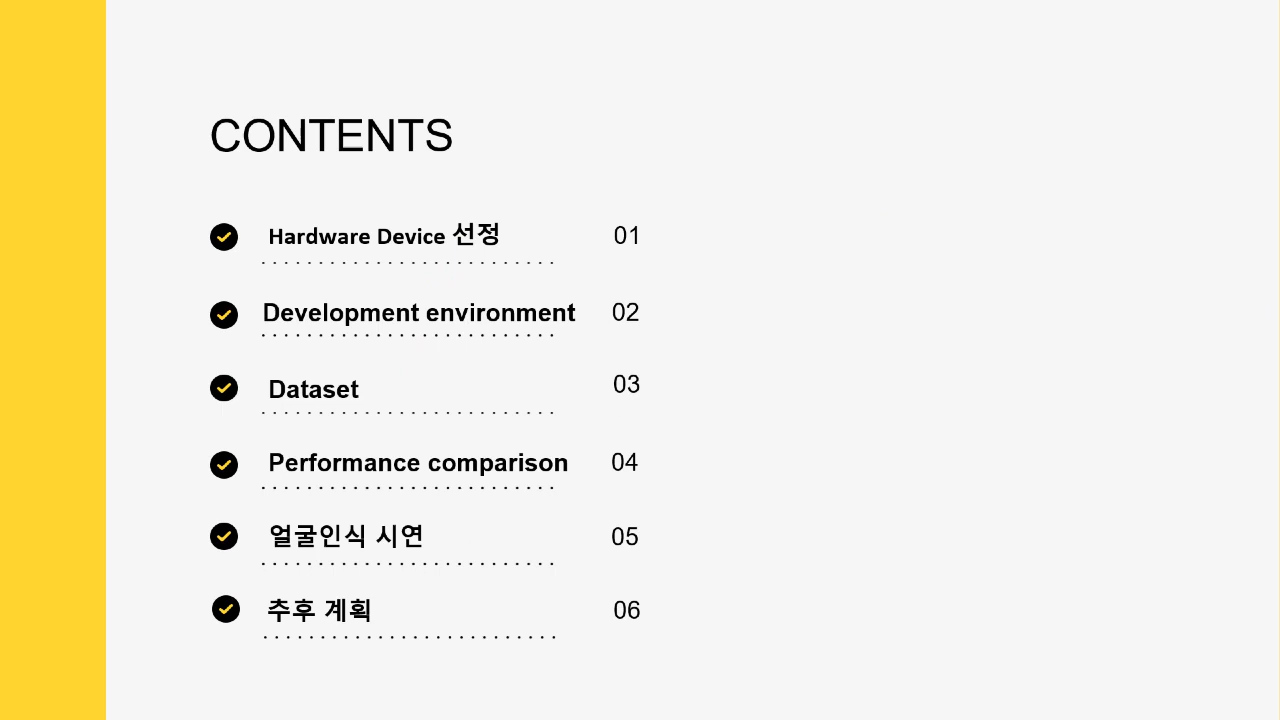 CONTENTS
Hardware Device 선정 01
Development environment 02
Dataset 03
Performance comparison 04
얼굴인식 시연 05
추후 계획 06